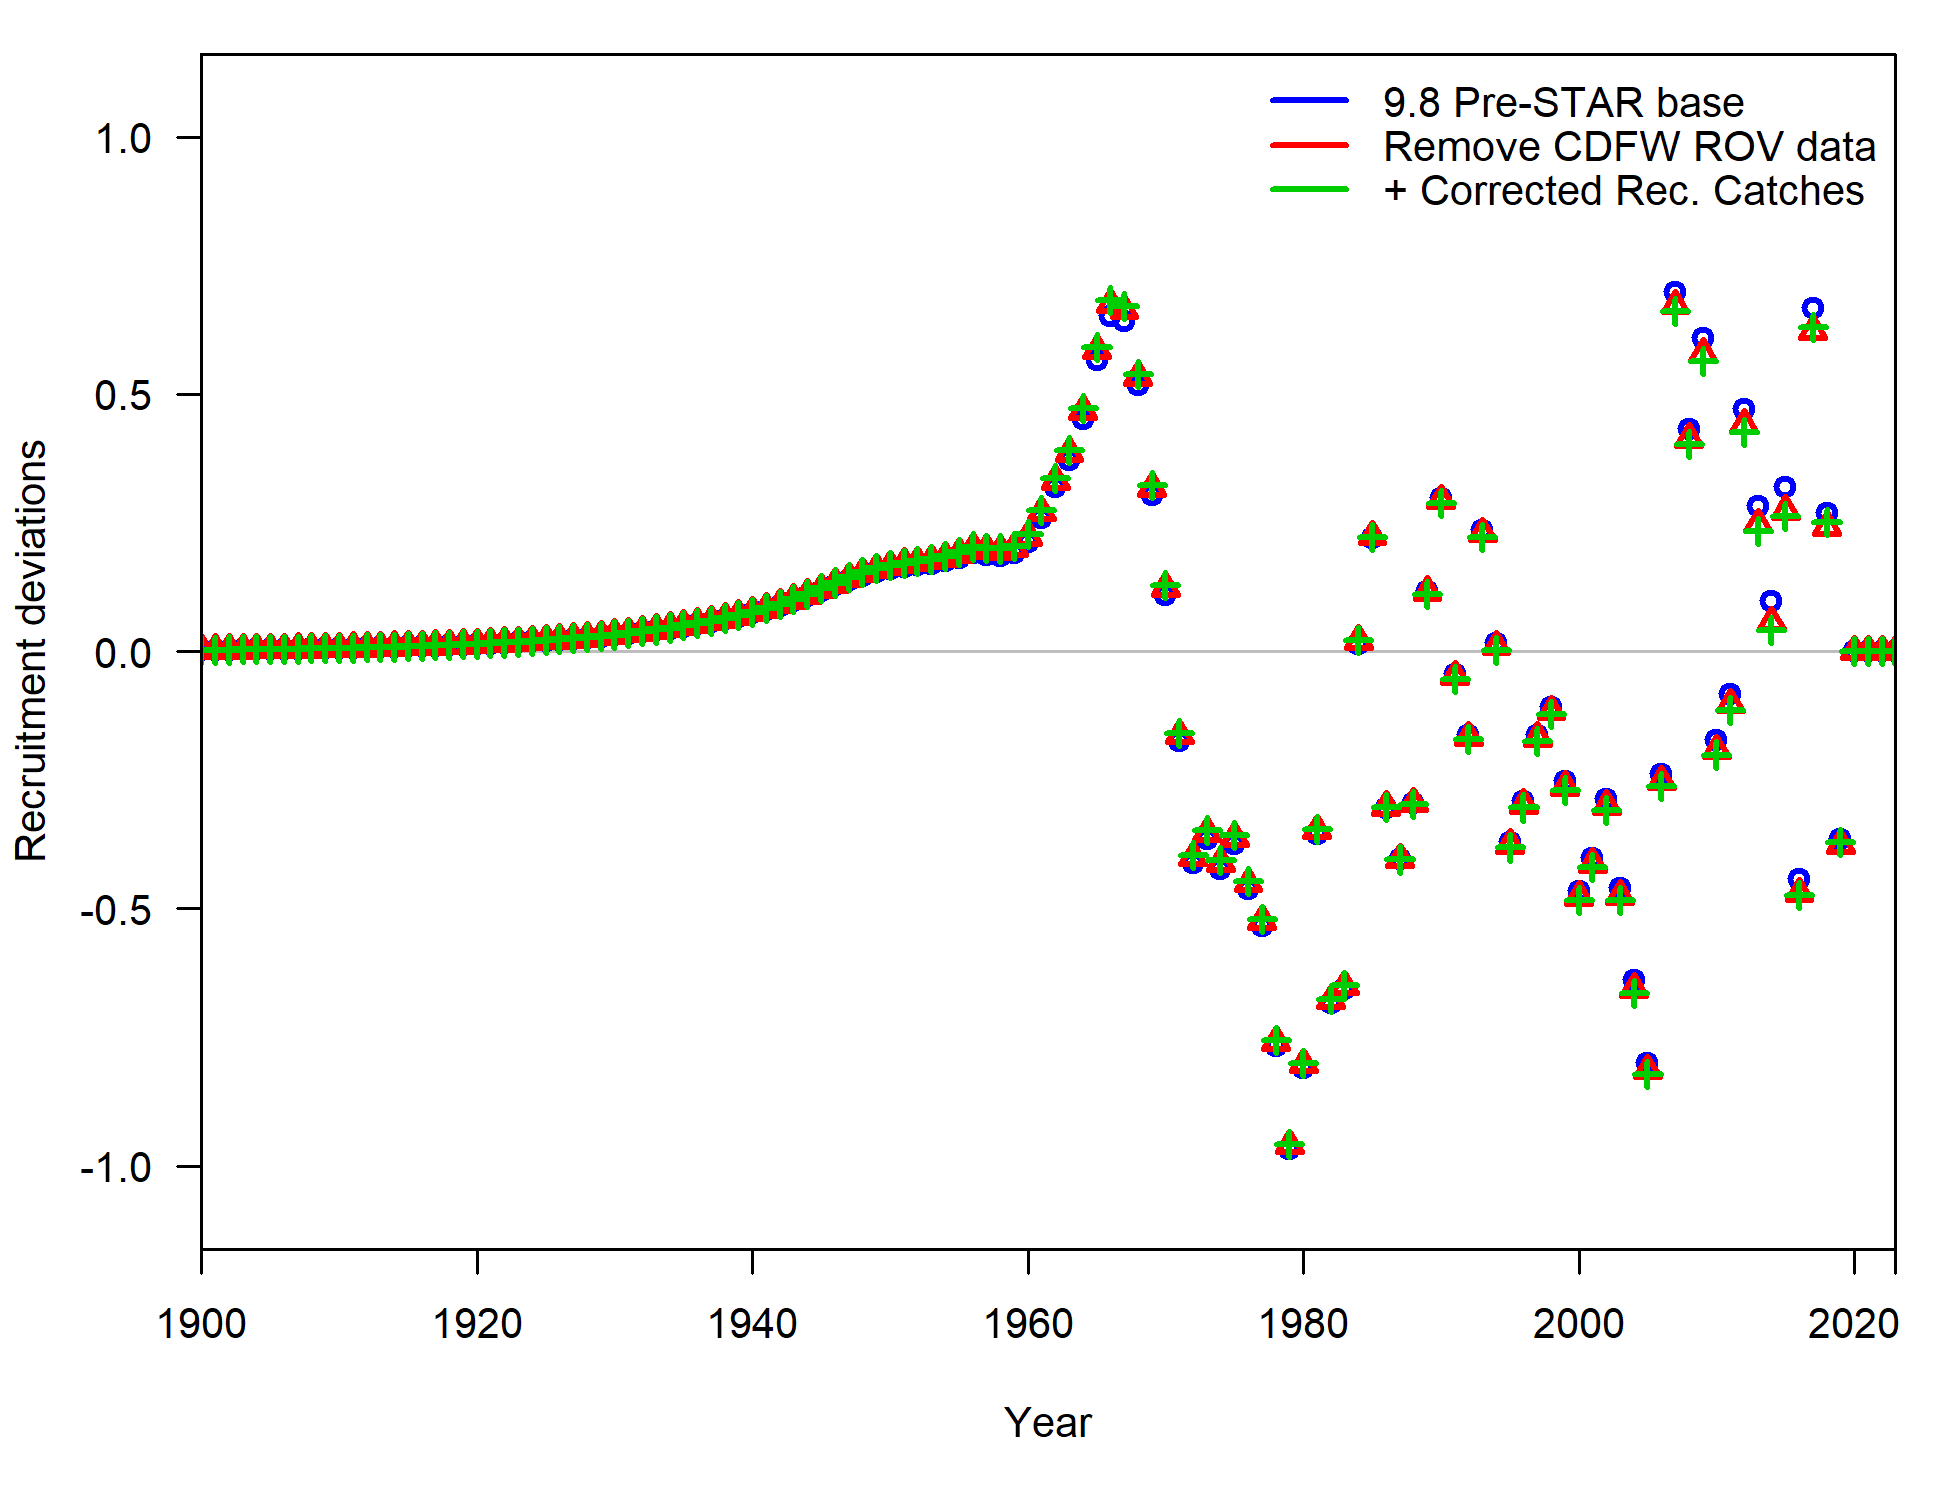 9.8 Pre-STAR base
Remove CDFW ROV data
+ Corrected Rec. Catches
1.0
0.5
0.0
-0.5
-1.0
Recruitment deviations
1900 1920 1940 1960 1980 2000 2020
Year